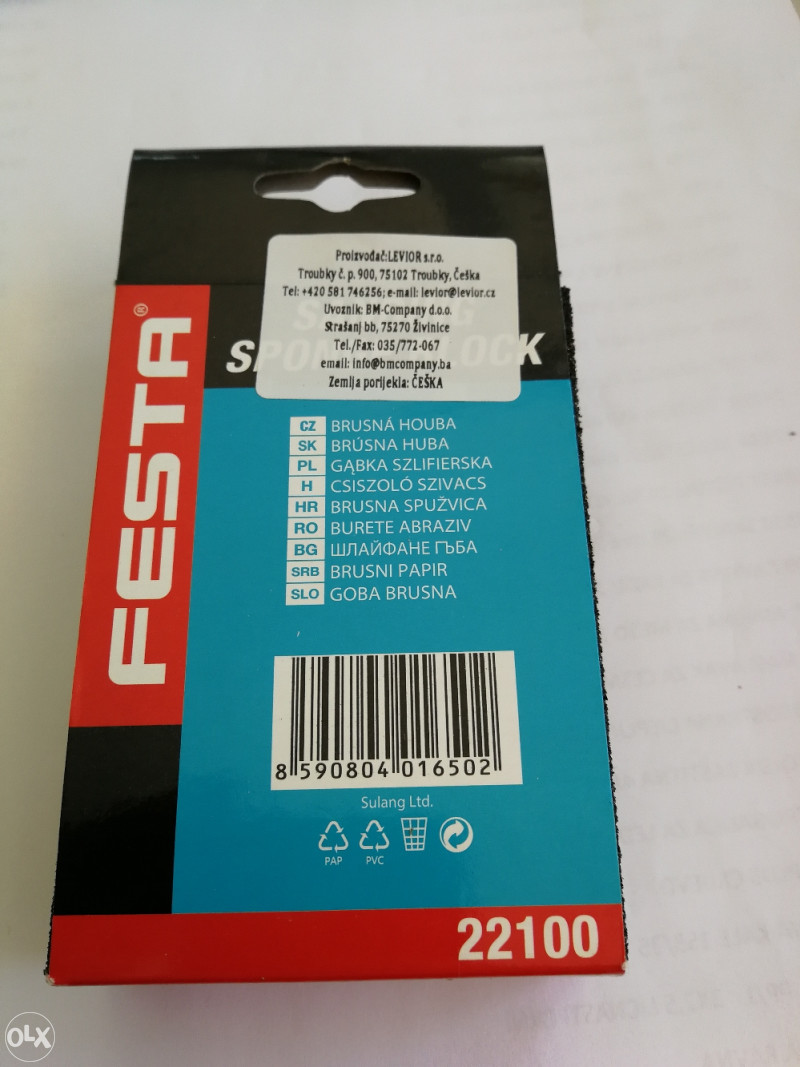 Proizvođač:LEVIOR s.r.o.
Troubky č. p. 900, 75102 Troubky, Češka
Tel: +420 581 746256; e-mail: levior@levior.cz
Uvoznik: BM-Company d.o.o.
Strašanj bb, 75270 Živinice
Tel./Fax: 035/772-067
email: info@bmcompany.ba
Zemlja porijekla: ČEŠKA
FESTA®
CZ BRUSNÁ HOUBA
SK BRÚSNA HUBA
PL GĄBKA SZLIFIERSKA
H CSISZOLÓ SZIVACS
HR BRUSNA SPUŽVICA
RO BURETE ABRAZIV
BG ШЛАЙФАНЕ ГЪБА
SRB BRUSNI PAPIR
SLO GOBA BRUSNA
8 590804 016502
Sulang Ltd.
PAP PVC
22100
OLX